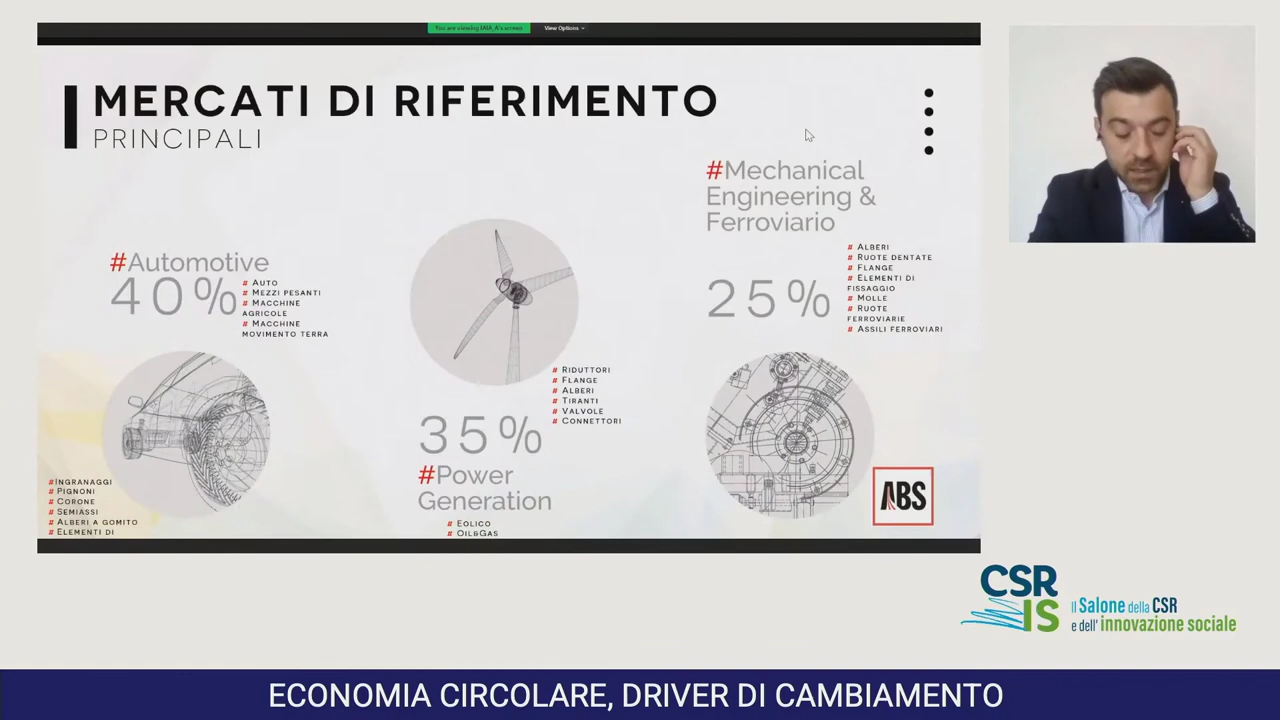 You are viewing IAIA_A's screen
View Options
MERCATI DI RIFERIMENTO
PRINCIPALI
#Automotive
40%
# AUTO
# MEZZI PESANTI
# MACCHINE
AGRICOLE
# MACCHINE
MOVIMENTO TERRA
#INGRANAGGI
# PIGNONI
# CORONE
# SEMIASSI
# ALBERI A GOMITO
# ELEMENTI DI
# RIDUTTORI
# FLANGE
# ALBERI
# TIRANTI
# VALVOLE
# CONNETTORI
35%
#Power
Generation
# EOLICO
# OIL&GAS
#Mechanical
Engineering &
Ferroviario
25%
# ALBERI
# RUOTE DENTATE
# FLANGE
# ELEMENTI DI
FISSAGGIO
# MOLLE
# RUOTE
FERROVIARIE
# ASSILI FERROVIARI
ABS
CSR
IS
Il Salone della CSR
e dell' innovazione sociale
ECONOMIA CIRCOLARE, DRIVER DI CAMBIAMENTO